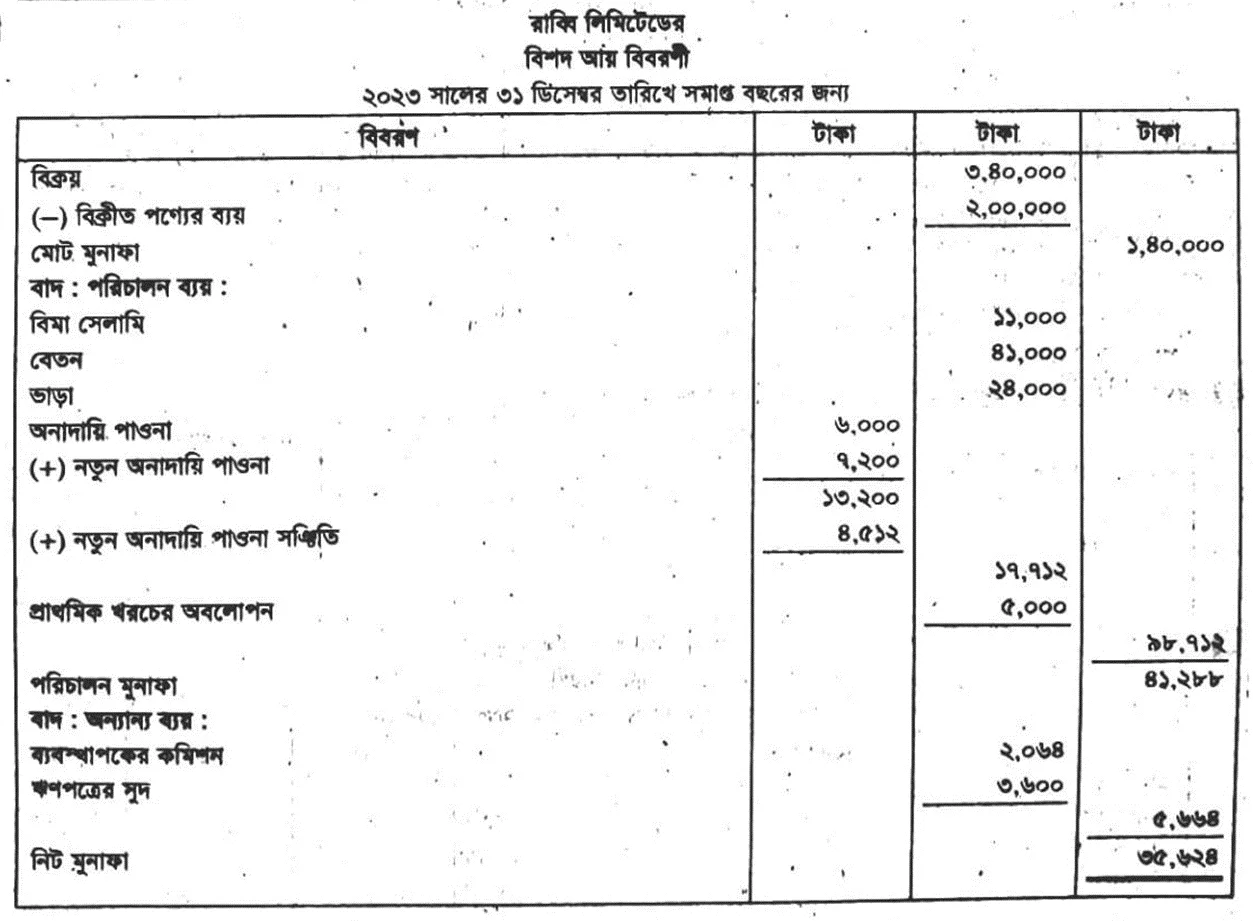 রাব্বি লিমিটেডের
বিশদ আয় বিবরণী
২০২৩ সালের ৩১ ডিসেম্বর তারিখে সমাপ্ত বছরের জন্য
বিবরণ টাকা টাকা টাকা
বিক্রয় ৩,৪০,০০০
(–) বিক্রীত পণ্যের ব্যয় ২,০০,০০০
মোট মুনাফা ১,৪০,০০০
বাদ : পরিচালন ব্যয় :
বিমা সেলামি ১১,০০০
বেতন ৪১,০০০
ভাড়া ২৪,০০০
অনাদায়ি পাওনা ৬,০০০
(+) নতুন অনাদায়ি পাওনা ৭,২০০
১৩,২০০
(+) নতুন অনাদায়ি পাওনা সঞ্চিতি ৪,৫১২
১৭,৭১২
প্রাথমিক খরচের অবলোপন ৫,০০০
৯৮,৭১২
পরিচালন মুনাফা ৪১,২৮৮
বাদ : অন্যান্য ব্যয় :
ব্যবস্থাপকের কমিশন ২,০৬৪
ঋণপত্রের সুদ ৩,৬০০
৫,৬৬৪
নিট মুনাফা ৩৫,৬২৪